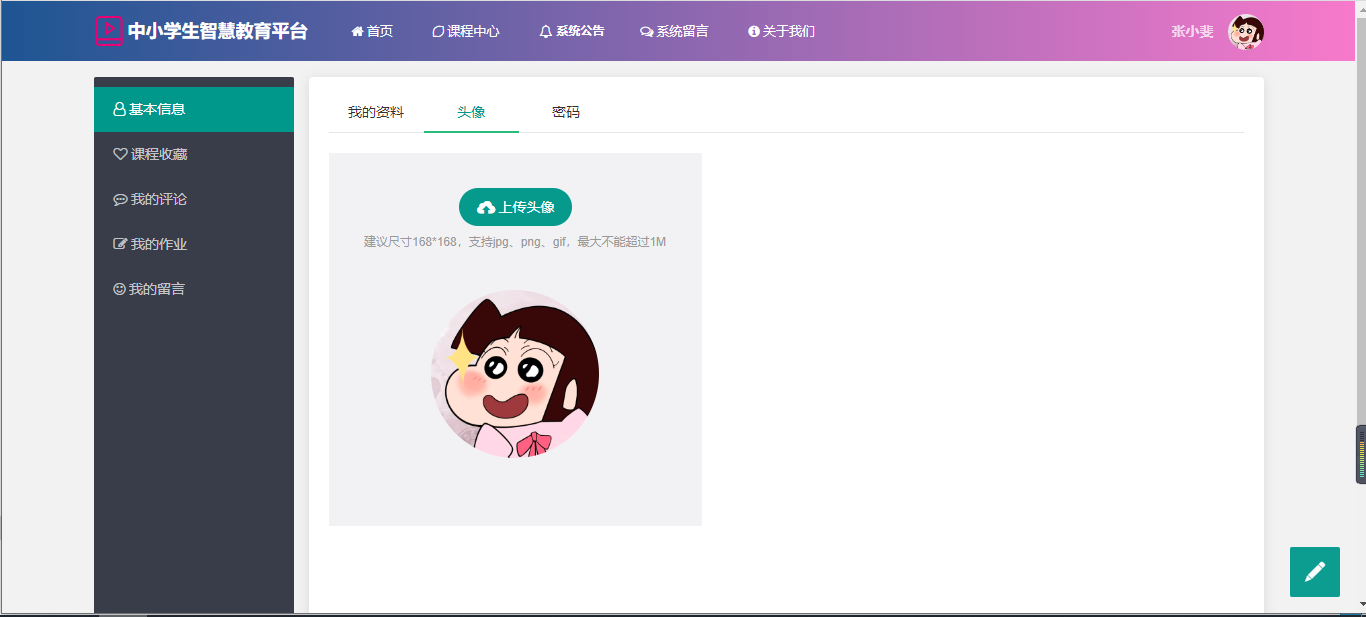 中小学生智慧教育平台 首页 课程中心 系统公告 系统留言 关于我们 张小斐
基本信息
课程收藏
我的评论
我的作业
我的留言
我的资料 头像 密码
上传头像
建议尺寸168*168，支持jpg、png、gif，最大不能超过1M